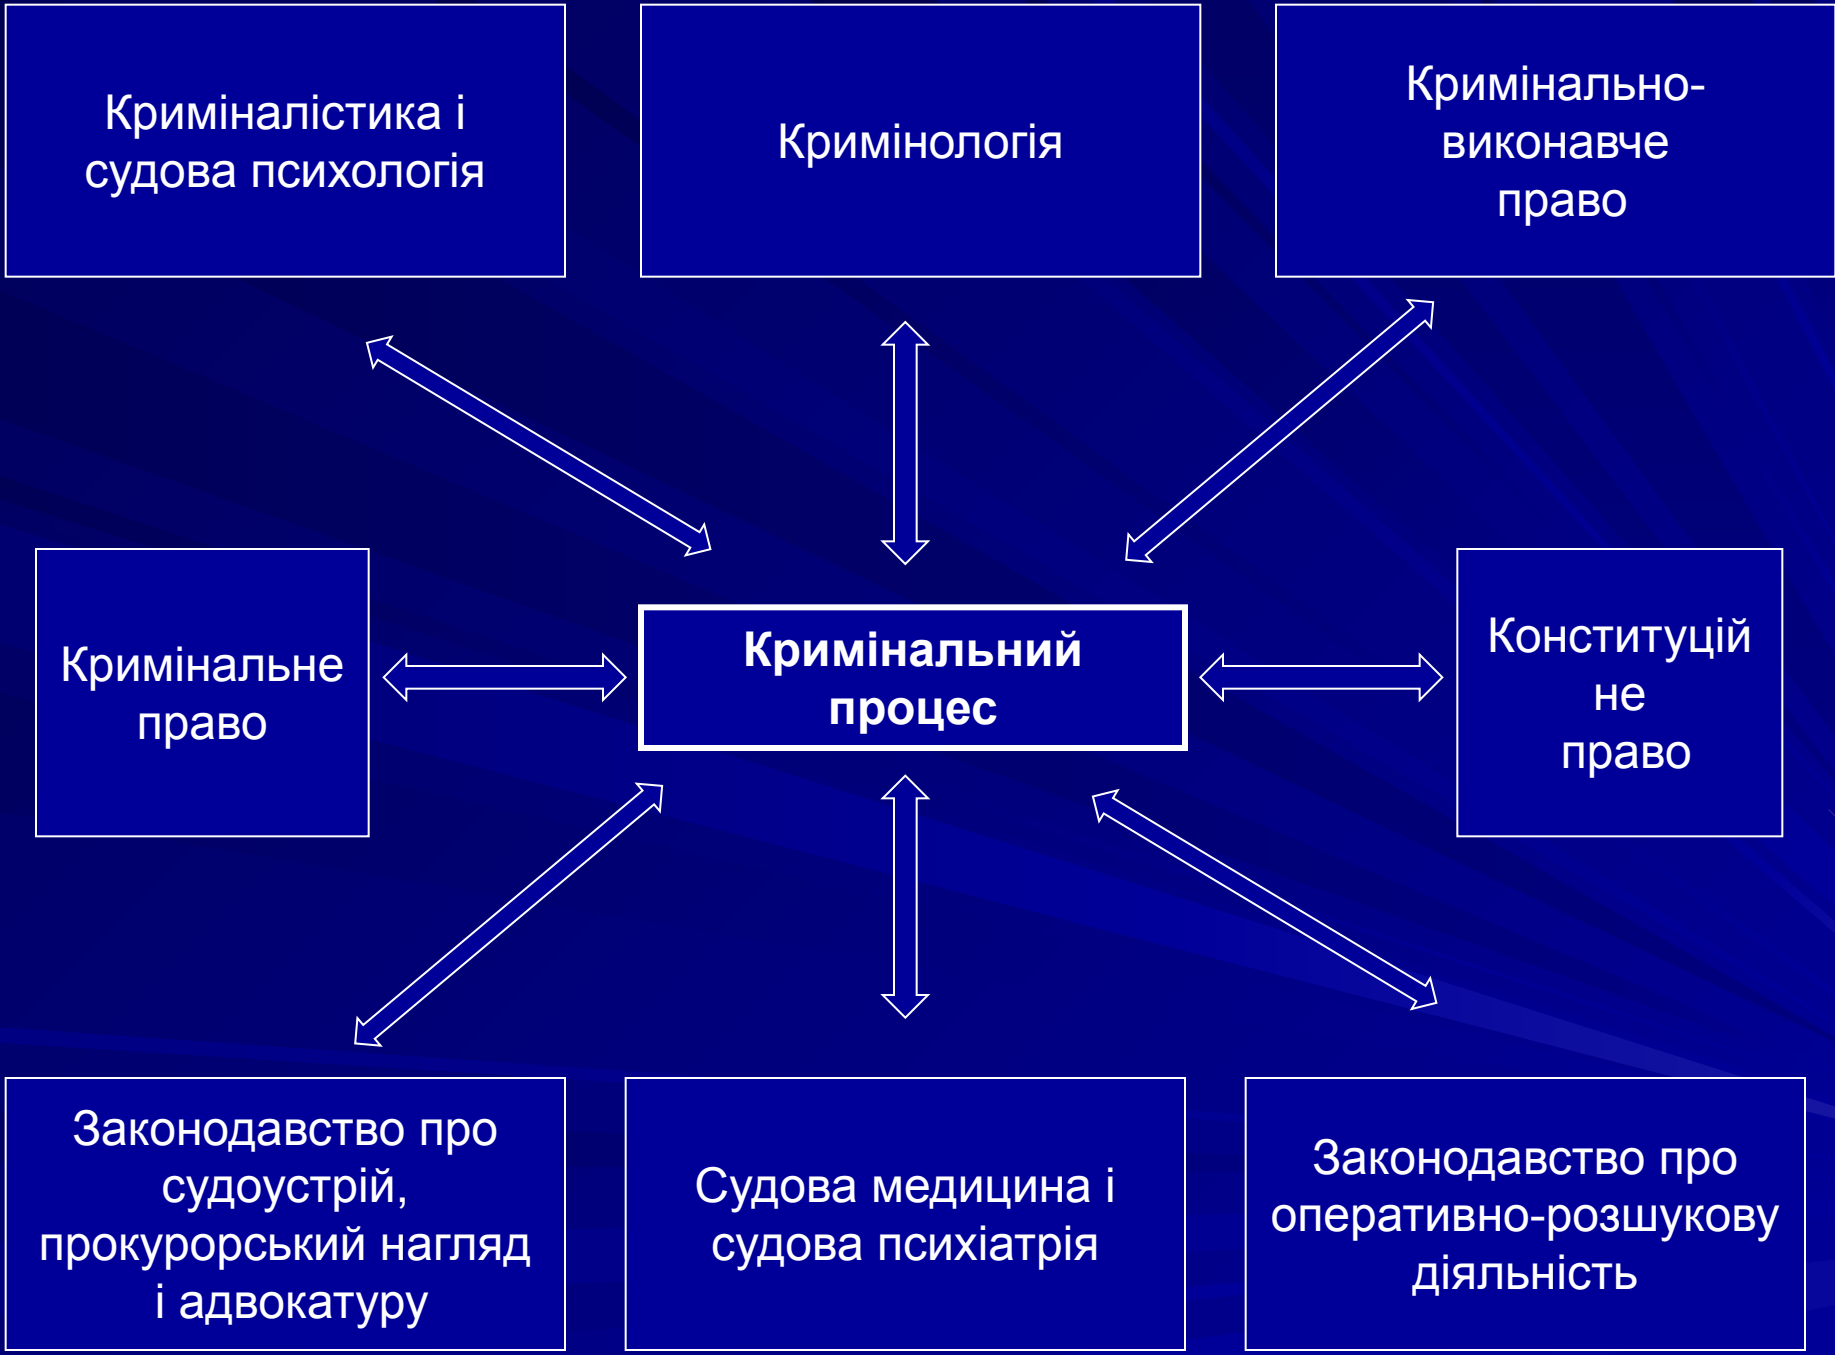 Криміналістика і
судова психологія
Кримінологія
Кримінально-
виконавче
право
Кримінальне
право
Кримінальний
процес
Конституцій
не
право
Законодавство про
судоустрій,
прокурорський нагляд
і адвокатуру
Судова медицина і
судова психіатрія
Законодавство про
оперативно-розшукову
діяльність